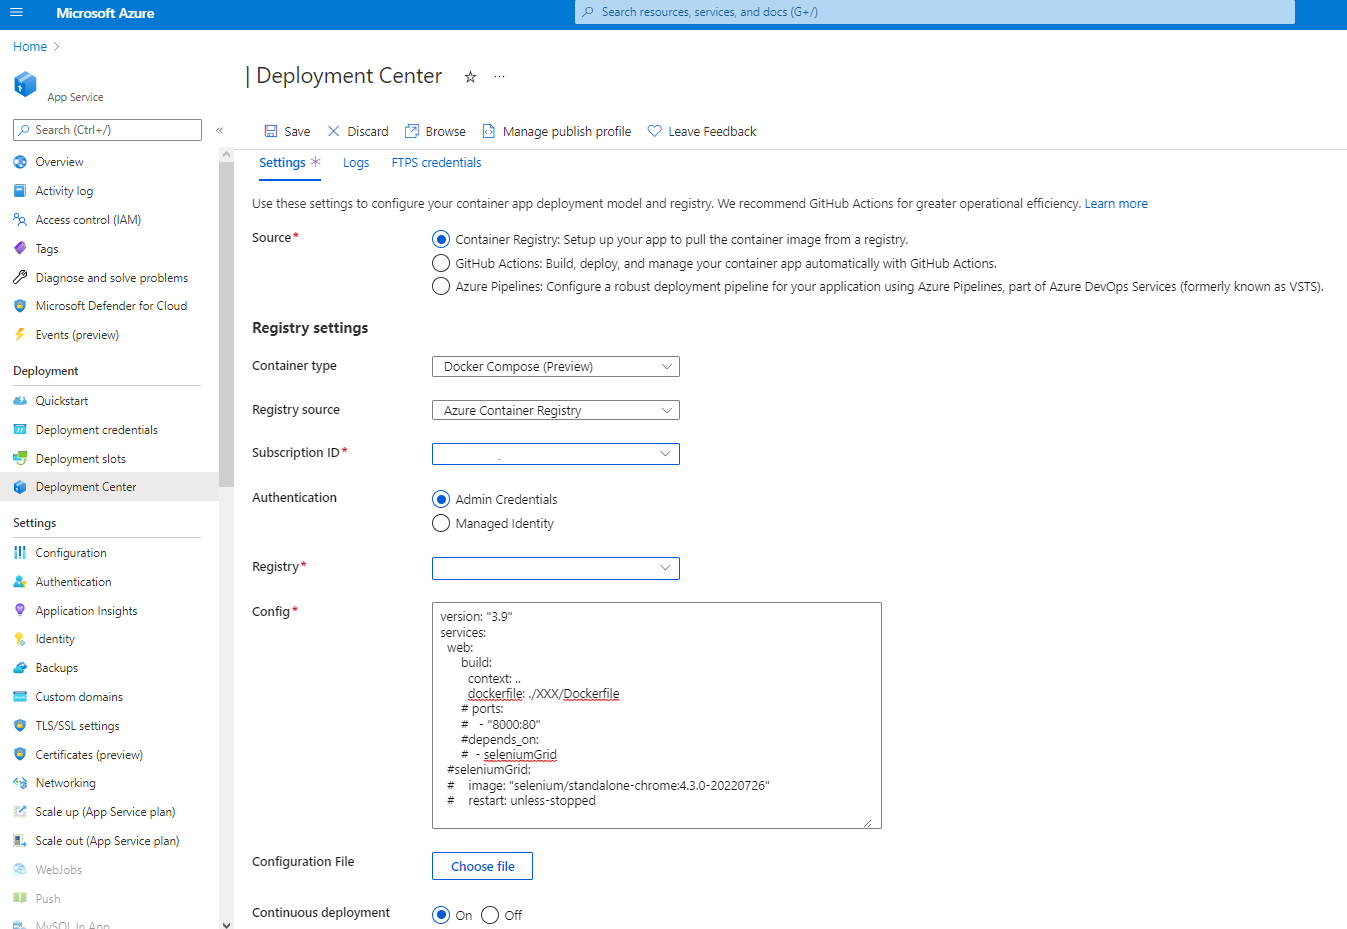 Microsoft Azure
Search resources, services, and docs (G+/)
Home
| Deployment Center
App Service
Search (Ctrl+/)
«
Save
Discard
Browse
Manage publish profile
Leave Feedback
Overview
Activity log
Access control (IAM)
Tags
Diagnose and solve problems
Microsoft Defender for Cloud
Events (preview)
Deployment
Quickstart
Deployment credentials
Deployment slots
Deployment Center
Settings
Configuration
Authentication
Application Insights
Identity
Backups
Custom domains
TLS/SSL settings
Certificates (preview)
Networking
Scale up (App Service plan)
Scale out (App Service plan)
WebJobs
Push
MySQL In App
Settings *
Logs
FTPS credentials
Use these settings to configure your container app deployment model and registry. We recommend GitHub Actions for greater operational efficiency. Learn more
Source*
Container Registry: Setup up your app to pull the container image from a registry.
GitHub Actions: Build, deploy, and manage your container app automatically with GitHub Actions.
Azure Pipelines: Configure a robust deployment pipeline for your application using Azure Pipelines, part of Azure DevOps Services (formerly known as VSTS).
Registry settings
Container type
Docker Compose (Preview)
Registry source
Azure Container Registry
Subscription ID*
Authentication
Admin Credentials
Managed Identity
Registry*
Config*
version: "3.9"
services:
web:
build:
context: ..
dockerfile: ./XXX/Dockerfile
# ports:
#   - "8000:80"
#depends_on:
#  - seleniumGrid
#seleniumGrid:
#    image: "selenium/standalone-chrome:4.3.0-20220726"
#    restart: unless-stopped
Configuration File
Choose file
Continuous deployment
On
Off